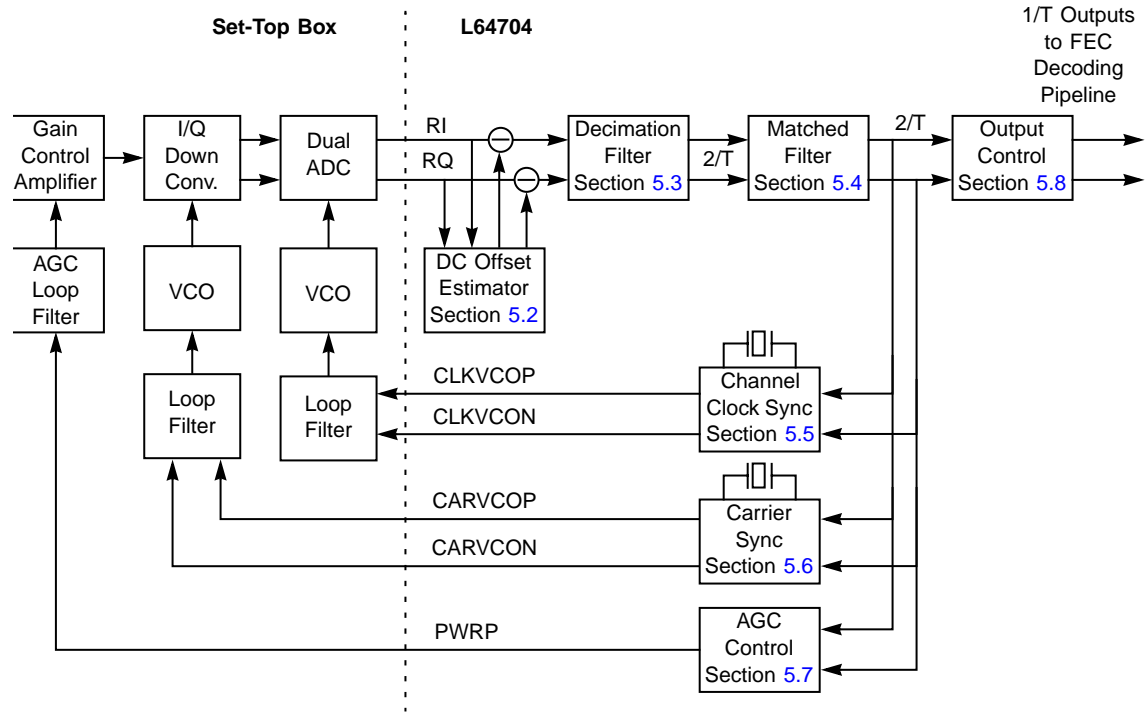 Set-Top Box
L64704
1/T Outputs
to FEC
Decoding
Pipeline
Gain
Control
Amplifier
I/Q
Down
Conv.
Dual
ADC
RI
RQ
Decimation
Filter
Section 5.3
2/T
Matched
Filter
Section 5.4
2/T
Output
Control
Section 5.8
AGC
Loop
Filter
VCO
VCO
DC Offset
Estimator
Section 5.2
Loop
Filter
Loop
Filter
CLKVCOP
CLKVCON
Channel
Clock Sync
Section 5.5
CARVCOP
CARVCON
Carrier
Sync
Section 5.6
PWRP
AGC
Control
Section 5.7